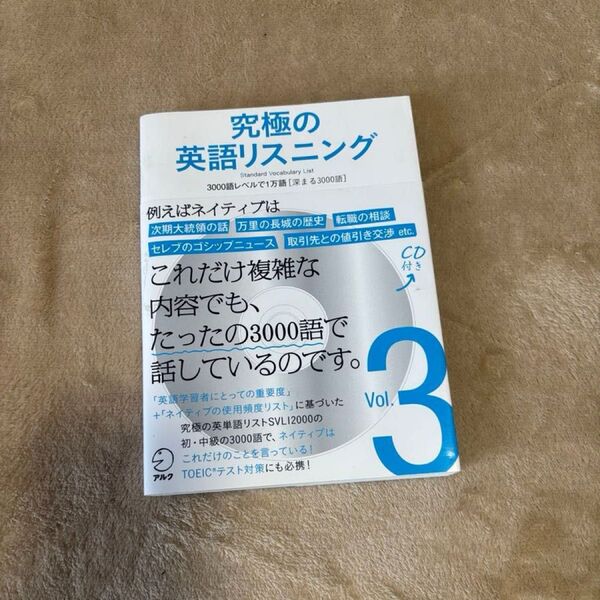 究極の
英語リスニング
Standard Vocabulary List
3000語レベルで1万語［深まる3000語］
例えばネイティブは
次期大統領の話 万里の長城の歴史 転職の相談
セレブのゴシップニュース 取引先との値引き交渉 etc.
CD
付き
これだけ複雑な
内容でも、
たったの3000語で
話しているのです。
Vol. 3
「英語学習者にとっての重要度」
＋「ネイティブの使用頻度リスト」に基づいた
究極の英単語リストSVL12000の
初・中級の3000語で、ネイティブは
これだけのことを言っている！
TOEIC®テスト対策にも必携！
アルク